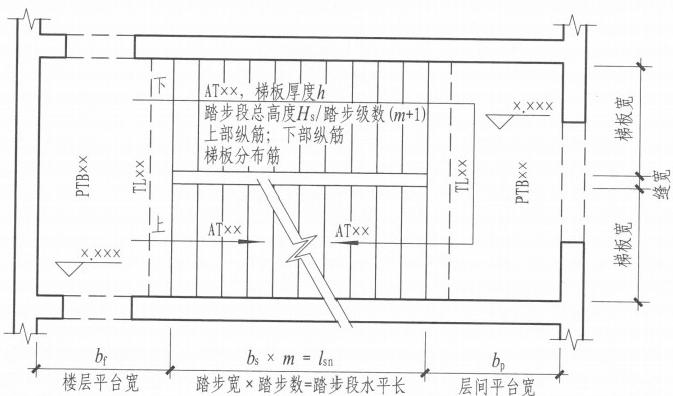 下
AT××，梯板厚度h
踏步段总高度Hs/踏步级数(m+1)
上部纵筋；下部纵筋
梯板分布筋
x.xxx
PTB××
TL××
TL××
PTB××
梯板宽
缝宽
梯板宽
上
AT××
AT××
x.xxx
bf
bs × m = lsn
bp
楼层平台宽
踏步宽×踏步数=踏步段水平长
层间平台宽